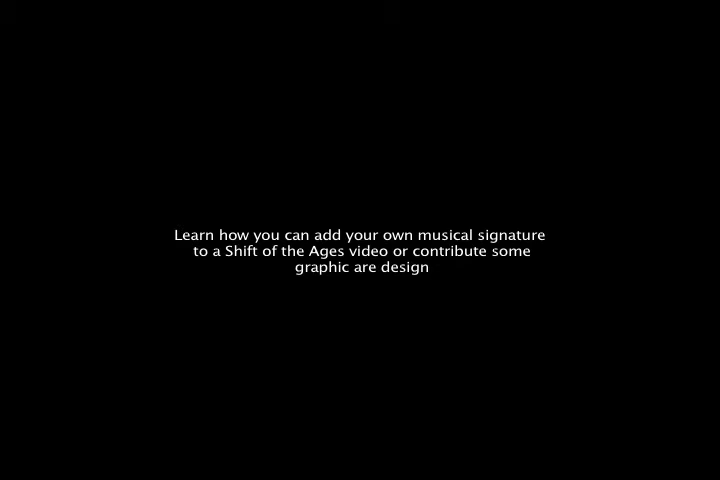 Learn how you can add your own musical signature
to a Shift of the Ages video or contribute some
graphic are design